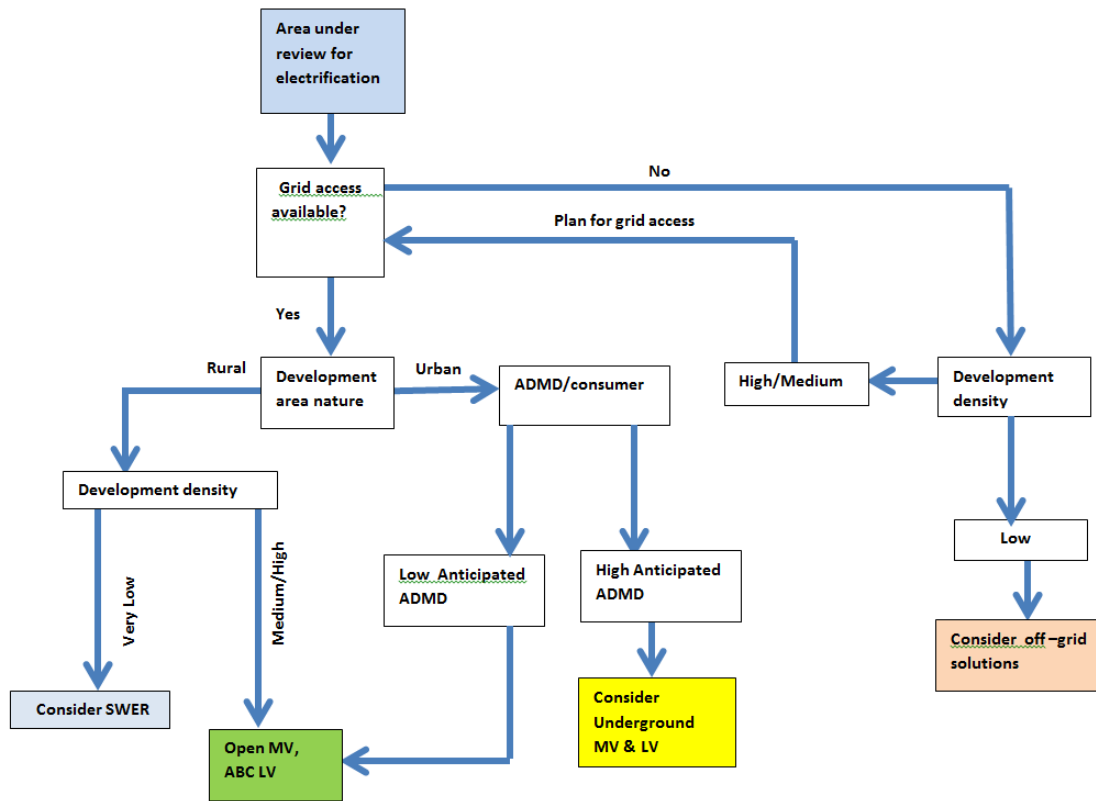 Area under
review for
electrification
No
Grid access
available?
Plan for grid access
Yes
Rural
Urban
Development
area nature
ADMD/consumer
High/Medium
Development
density
Development density
Very Low
Medium/High
Low Anticipated
ADMD
High Anticipated
ADMD
Low
Consider off –grid
solutions
Consider SWER
Consider
Underground
MV & LV
Open MV,
ABC LV